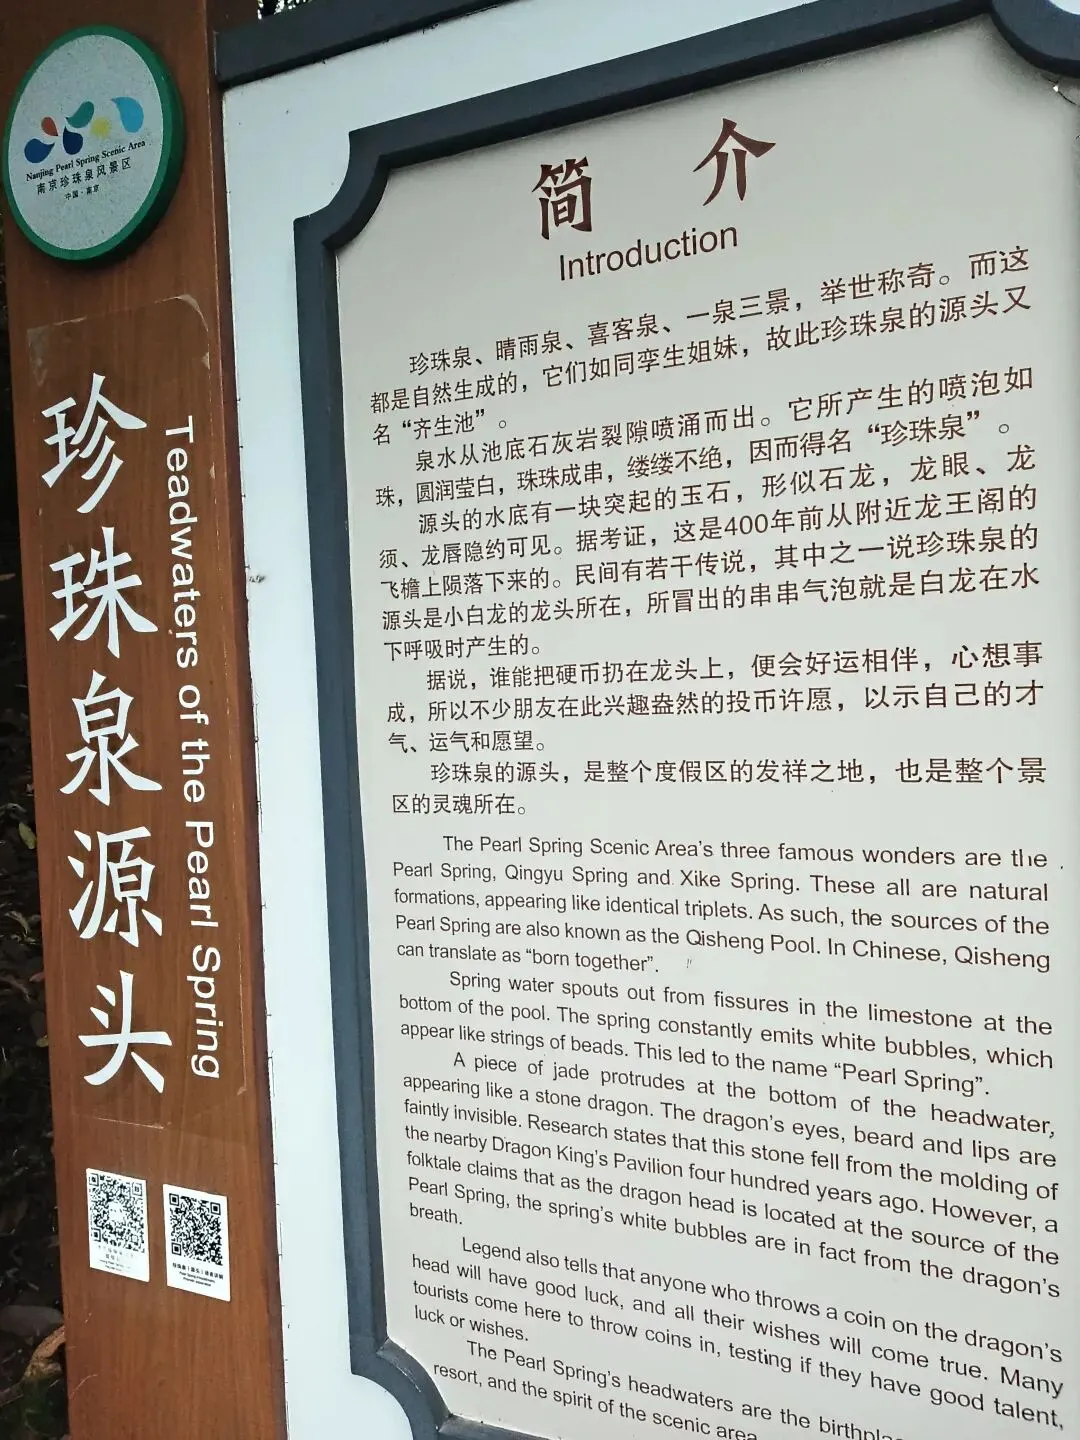 Nanjing Pearl Spring Scenic Area
南京珍珠泉风景区
中国·南京
珍珠泉源头
Teadwaters of the Pearl Spring
简 介
Introduction
珍珠泉、晴雨泉、喜客泉、一泉三景，举世称奇。而这
都是自然生成的，它们如同孪生姐妹，故此珍珠泉的源头又
名“齐生池”。
泉水从池底石灰岩裂隙喷涌而出。它所产生的喷泡如
珠，圆润莹白，珠珠成串，缕缕不绝，因而得名“珍珠泉”。
源头的水底有一块突起的玉石，形似石龙，龙眼、龙
须、龙唇隐约可见。据考证，这是400年前从附近龙王阁的
飞檐上陨落下来的。民间有若干传说，其中之一说珍珠泉的
源头是小白龙的龙头所在，所冒出的串串气泡就是白龙在水
下呼吸时产生的。
据说，谁能把硬币扔在龙头上，便会好运相伴，心想事
成，所以不少朋友在此兴趣盎然的投币许愿，以示自己的才
气、运气和愿望。
珍珠泉的源头，是整个度假区的发祥之地，也是整个景
区的灵魂所在。
The Pearl Spring Scenic Area's three famous wonders are the
Pearl Spring, Qingyu Spring and Xike Spring. These all are natural
formations, appearing like identical triplets. As such, the sources of the
Pearl Spring are also known as the Qisheng Pool. In Chinese, Qisheng
can translate as “born together”.
Spring water spouts out from fissures in the limestone at the
bottom of the pool. The spring constantly emits white bubbles, which
appear like strings of beads. This led to the name “Pearl Spring”.
A piece of jade protrudes at the bottom of the headwater,
appearing like a stone dragon. The dragon's eyes, beard and lips are
faintly invisible. Research states that this stone fell from the molding of
the nearby Dragon King's Pavilion four hundred years ago. However, a
folktale claims that as the dragon head is located at the source of the
Pearl Spring, the spring's white bubbles are in fact from the dragon's
breath.
Legend also tells that anyone who throws a coin on the dragon's
head will have good luck, and all their wishes will come true. Many
tourists come here to throw coins in, testing if they have good talent,
luck or wishes.
The Pearl Spring's headwaters are the
resort, and the spirit of the scenic area